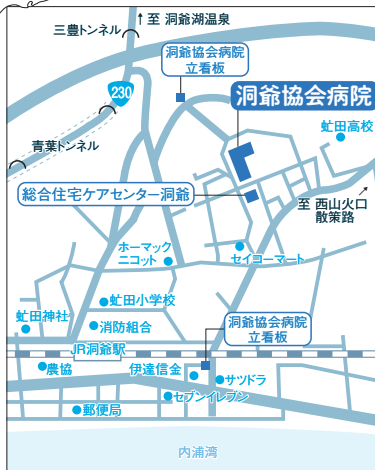 ↑ 至 洞爺湖温泉
三豊トンネル
洞爺協会病院
立看板
230
洞爺協会病院
虻田高校
青葉トンネル
総合住宅ケアセンター洞爺
至 西山火口
散策路
ホーマック
ニコット
セイコーマート
虻田小学校
虻田神社
消防組合
洞爺協会病院
立看板
JR洞爺駅
農協
伊達信金
サツドラ
セブンイレブン
郵便局
内浦湾